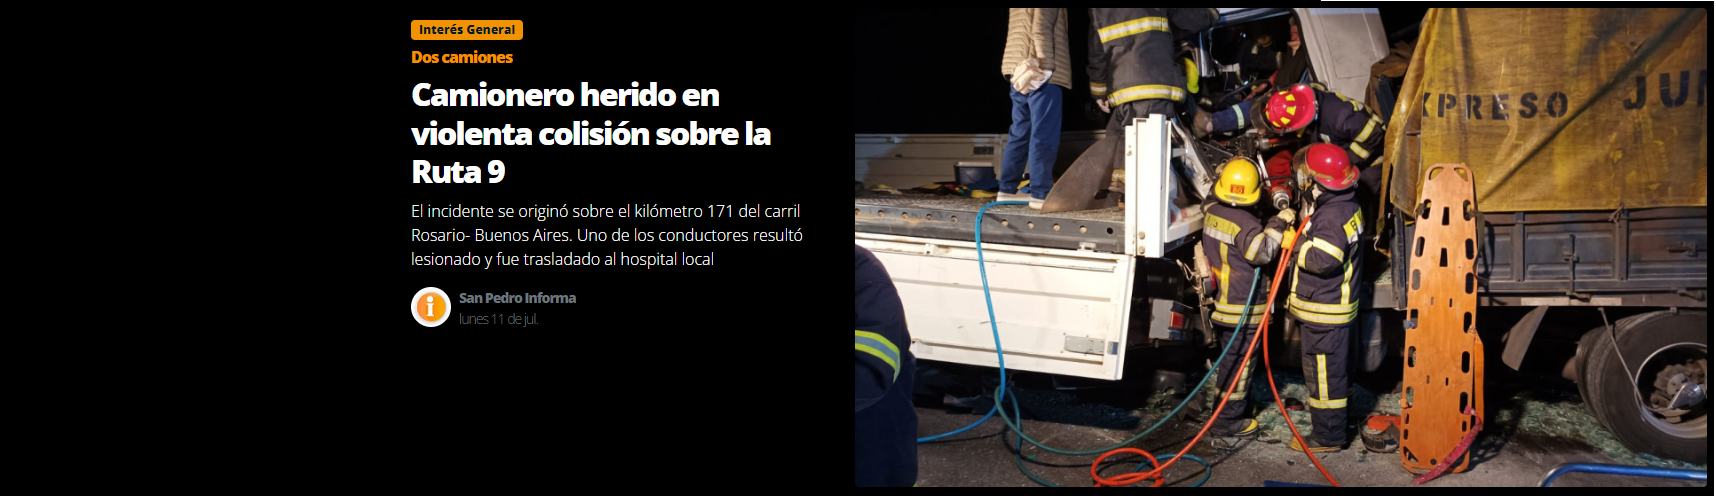 Interés General
Dos camiones
Camionero herido en
violenta colisión sobre la
Ruta 9
El incidente se originó sobre el kilómetro 171 del carril
Rosario- Buenos Aires. Uno de los conductores resultó
lesionado y fue trasladado al hospital local
i
San Pedro Informa
lunes 11 de jul.
XPRESO JUN
60